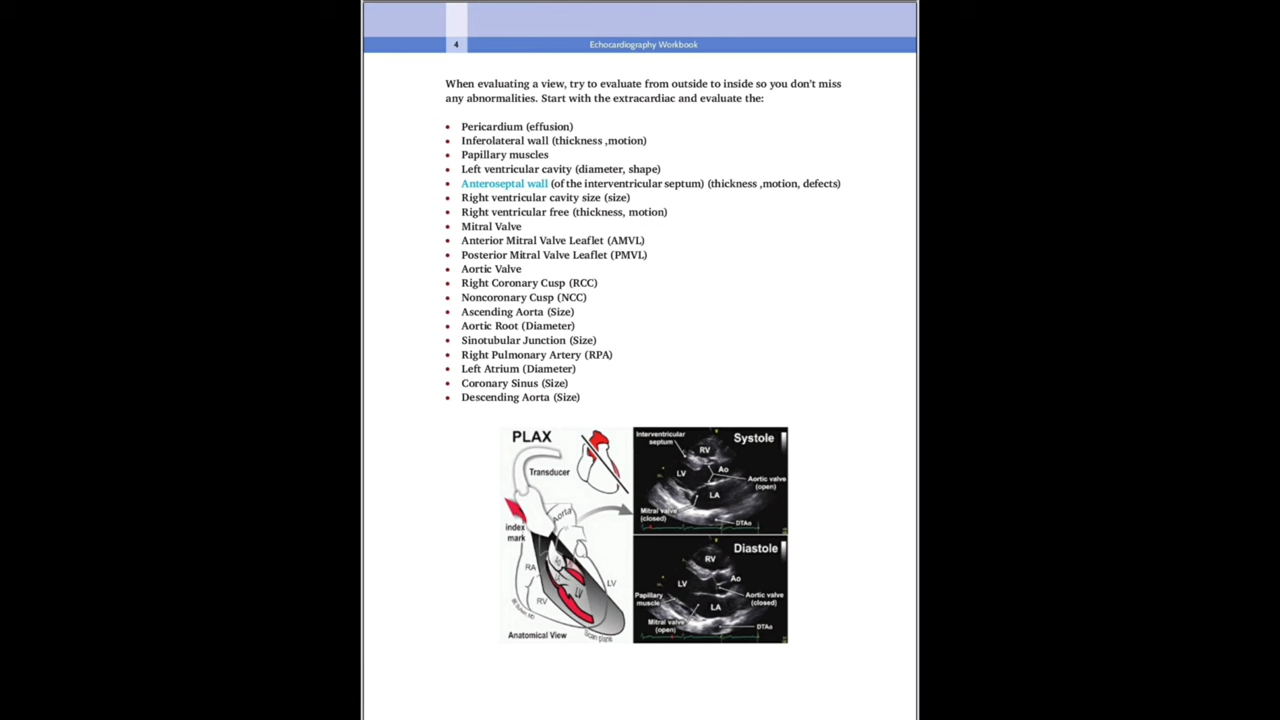 4
Echocardiography Workbook
When evaluating a view, try to evaluate from outside to inside so you don't miss
any abnormalities. Start with the extracardiac and evaluate the:
• Pericardium (effusion)
• Inferolateral wall (thickness ,motion)
• Papillary muscles
• Left ventricular cavity (diameter, shape)
• Anteroseptal wall (of the interventricular septum) (thickness ,motion, defects)
• Right ventricular cavity size (size)
• Right ventricular free (thickness, motion)
• Mitral Valve
• Anterior Mitral Valve Leaflet (AMVL)
• Posterior Mitral Valve Leaflet (PMVL)
• Aortic Valve
• Right Coronary Cusp (RCC)
• Noncoronary Cusp (NCC)
• Ascending Aorta (Size)
• Aortic Root (Diameter)
• Sinotubular Junction (Size)
• Right Pulmonary Artery (RPA)
• Left Atrium (Diameter)
• Coronary Sinus (Size)
• Descending Aorta (Size)
PLAX
Transducer
Aorta
index
mark
RA
LV
LV
RV
Anatomical View
Scan plane
Interventricular
septum
Systole
RV
LV
Ao
Aortic valve
(open)
LA
Mitral valve
(closed)
DTAo
Diastole
RV
LV
Ao
Papillary
muscle
Aortic valve
(closed)
LA
Mitral valve
(open)
DTAo